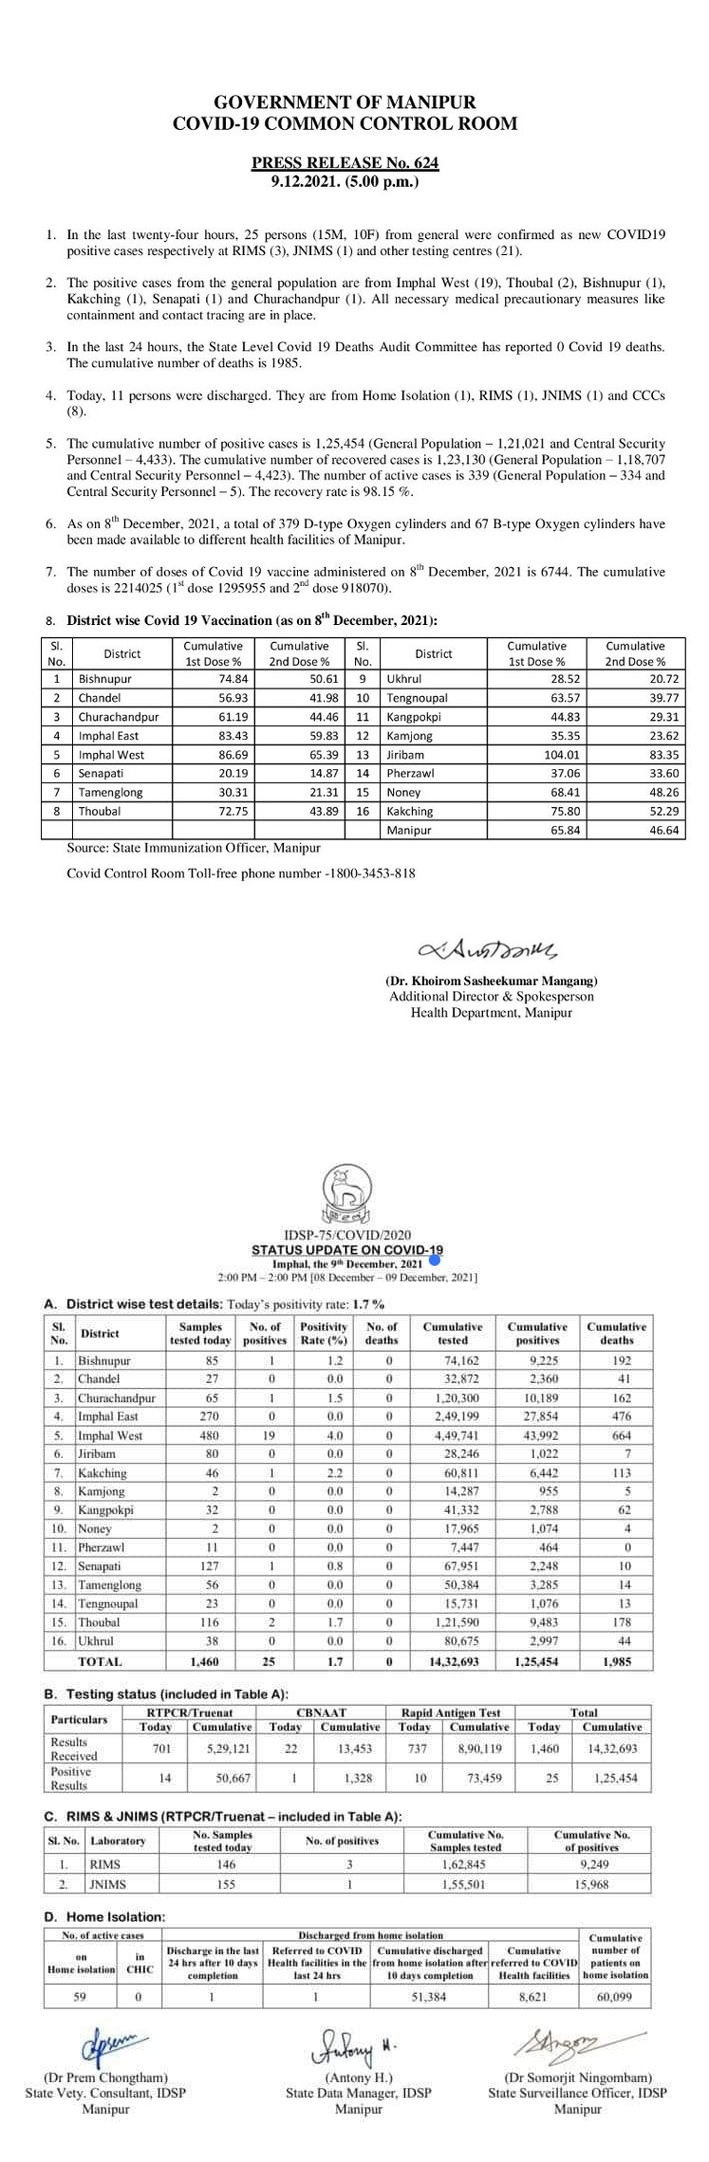 GOVERNMENT OF MANIPUR
COVID-19 COMMON CONTROL ROOM
PRESS RELEASE No. 624
9.12.2021. (5.00 p.m.)
1. In the last twenty-four hours, 25 persons (15M, 10F) from general were confirmed as new COVID19
positive cases respectively at RIMS (3), JNIMS (1) and other testing centres (21).
2. The positive cases from the general population are from Imphal West (19), Thoubal (2), Bishnupur (1),
Kakching (1), Senapati (1) and Churachandpur (1). All necessary medical precautionary measures like
containment and contact tracing are in place.
3. In the last 24 hours, the State Level Covid 19 Deaths Audit Committee has reported 0 Covid 19 deaths.
The cumulative number of deaths is 1985.
4. Today, 11 persons were discharged. They are from Home Isolation (1), RIMS (1), JNIMS (1) and CCCs
(8).
5. The cumulative number of positive cases is 1,25,454 (General Population – 1,21,021 and Central Security
Personnel – 4,433). The cumulative number of recovered cases is 1,23,130 (General Population – 1,18,707
and Central Security Personnel – 4,423). The number of active cases is 339 (General Population – 334 and
Central Security Personnel – 5). The recovery rate is 98.15 %.
6. As on 8th December, 2021, a total of 379 D-type Oxygen cylinders and 67 B-type Oxygen cylinders have
been made available to different health facilities of Manipur.
7. The number of doses of Covid 19 vaccine administered on 8th December, 2021 is 6744. The cumulative
doses is 2214025 (1st dose 1295955 and 2nd dose 918070).
8. District wise Covid 19 Vaccination (as on 8th December, 2021):
Sl. No. District Cumulative 1st Dose % Cumulative 2nd Dose % Sl. No. District Cumulative 1st Dose % Cumulative 2nd Dose %
1 Bishnupur 74.84 50.61 9 Ukhrul 28.52 20.72
2 Chandel 56.93 41.98 10 Tengnoupal 63.57 39.77
3 Churachandpur 61.19 44.46 11 Kangpokpi 44.83 29.31
4 Imphal East 83.43 59.83 12 Kamjong 35.35 23.62
5 Imphal West 86.69 65.39 13 Jiribam 104.01 83.35
6 Senapati 20.19 14.87 14 Pherzawl 37.06 33.60
7 Tamenglong 30.31 21.31 15 Noney 68.41 48.26
8 Thoubal 72.75 43.89 16 Kakching 75.80 52.29
Manipur 65.84 46.64
Source: State Immunization Officer, Manipur
Covid Control Room Toll-free phone number -1800-3453-818
(Dr. Khoirom Sasheekumar Mangang)
Additional Director & Spokesperson
Health Department, Manipur
IDSP-75/COVID/2020
STATUS UPDATE ON COVID-19
Imphal, the 9th December, 2021
2:00 PM – 2:00 PM [08 December – 09 December, 2021]
A. District wise test details: Today's positivity rate: 1.7 %
Sl. No. District Samples tested today No. of positives Positivity Rate (%) No. of deaths Cumulative tested Cumulative positives Cumulative deaths
1. Bishnupur 85 1 1.2 0 74,162 9,225 192
2. Chandel 27 0 0.0 0 32,872 2,360 41
3. Churachandpur 65 1 1.5 0 1,20,300 10,189 162
4. Imphal East 270 0 0.0 0 2,49,199 27,854 476
5. Imphal West 480 19 4.0 0 4,49,741 43,992 664
6. Jiribam 80 0 0.0 0 28,246 1,022 7
7. Kakching 46 1 2.2 0 60,811 6,442 113
8. Kamjong 2 0 0.0 0 14,287 955 5
9. Kangpokpi 32 0 0.0 0 41,332 2,788 62
10. Noney 2 0 0.0 0 17,965 1,074 4
11. Pherzawl 11 0 0.0 0 7,447 464 0
12. Senapati 127 1 0.8 0 67,951 2,248 10
13. Tamenglong 56 0 0.0 0 50,384 3,285 14
14. Tengnoupal 23 0 0.0 0 15,731 1,076 13
15. Thoubal 116 2 1.7 0 1,21,590 9,483 178
16. Ukhrul 38 0 0.0 0 80,675 2,997 44
TOTAL 1,460 25 1.7 0 14,32,693 1,25,454 1,985
B. Testing status (included in Table A):
Particulars RTPCR/Truenat CBNAAT Rapid Antigen Test Total
Today Cumulative Today Cumulative Today Cumulative Today Cumulative
Results Received 701 5,29,121 22 13,453 737 8,90,119 1,460 14,32,693
Positive Results 14 50,667 1 1,328 10 73,459 25 1,25,454
C. RIMS & JNIMS (RTPCR/Truenat – included in Table A):
Sl. No. Laboratory No. Samples tested today No. of positives Cumulative No. Samples tested Cumulative No. of positives
1. RIMS 146 3 1,62,845 9,249
2. JNIMS 155 1 1,55,501 15,968
D. Home Isolation:
No. of active cases Discharged from home isolation Cumulative number of patients on home isolation
on Home isolation in CHIC Discharge in the last 24 hrs after 10 days completion Referred to COVID Health facilities in the last 24 hrs Cumulative discharged from home isolation after 10 days completion Cumulative referred to COVID Health facilities
59 0 1 1 51,384 8,621 60,099
Antony H.
(Dr Prem Chongtham) (Antony H.) (Dr Somorjit Ningombam)
State Vety. Consultant, IDSP State Data Manager, IDSP State Surveillance Officer, IDSP
Manipur Manipur Manipur